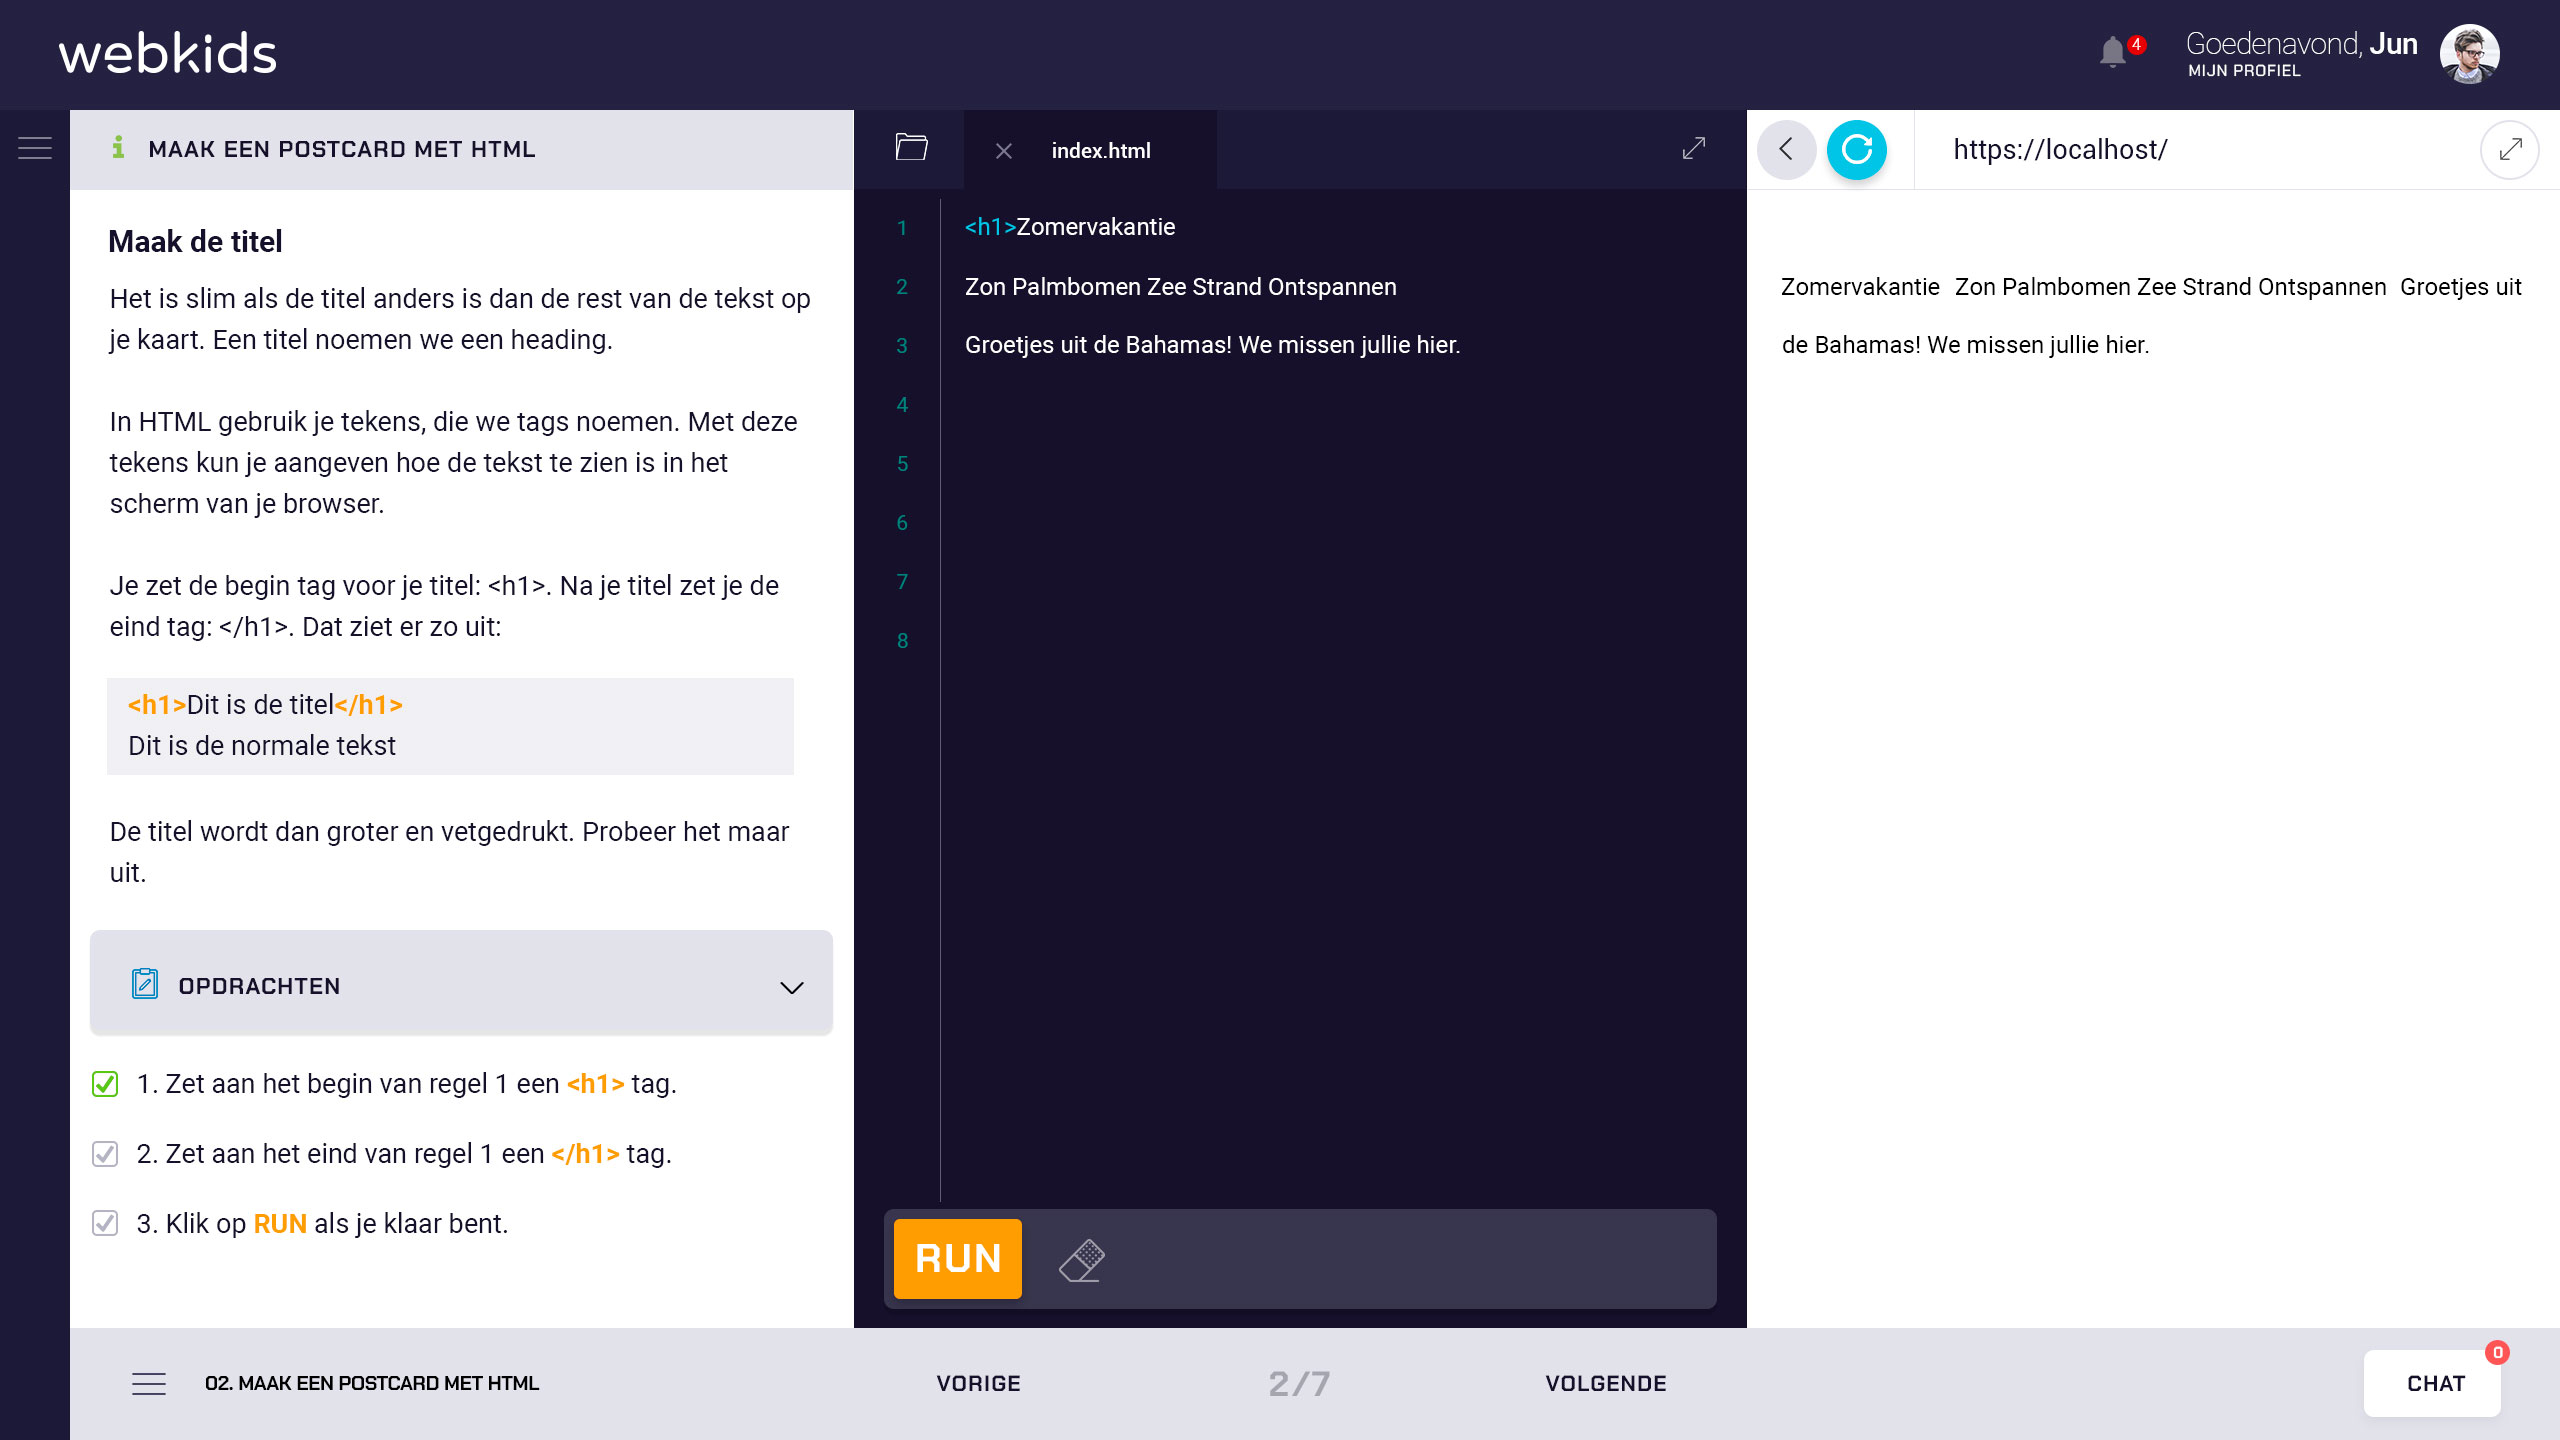 webkids
4
Goedenavond, Jun
MIJN PROFIEL
MAAK EEN POSTCARD MET HTML
Maak de titel
Het is slim als de titel anders is dan de rest van de tekst op
je kaart. Een titel noemen we een heading.
In HTML gebruik je tekens, die we tags noemen. Met deze
tekens kun je aangeven hoe de tekst te zien is in het
scherm van je browser.
Je zet de begin tag voor je titel: <h1>. Na je titel zet je de
eind tag: </h1>. Dat ziet er zo uit:
<h1>Dit is de titel</h1>
Dit is de normale tekst
De titel wordt dan groter en vetgedrukt. Probeer het maar
uit.
OPDRACHTEN
1. Zet aan het begin van regel 1 een <h1> tag.
2. Zet aan het eind van regel 1 een </h1> tag.
3. Klik op RUN als je klaar bent.
index.html
1 <h1>Zomervakantie
2 Zon Palmbomen Zee Strand Ontspannen
3 Groetjes uit de Bahamas! We missen jullie hier.
4
5
6
7
8
RUN
https://localhost/
Zomervakantie Zon Palmbomen Zee Strand Ontspannen Groetjes uit
de Bahamas! We missen jullie hier.
02. MAAK EEN POSTCARD MET HTML
VORIGE
2/7
VOLGENDE
CHAT
0